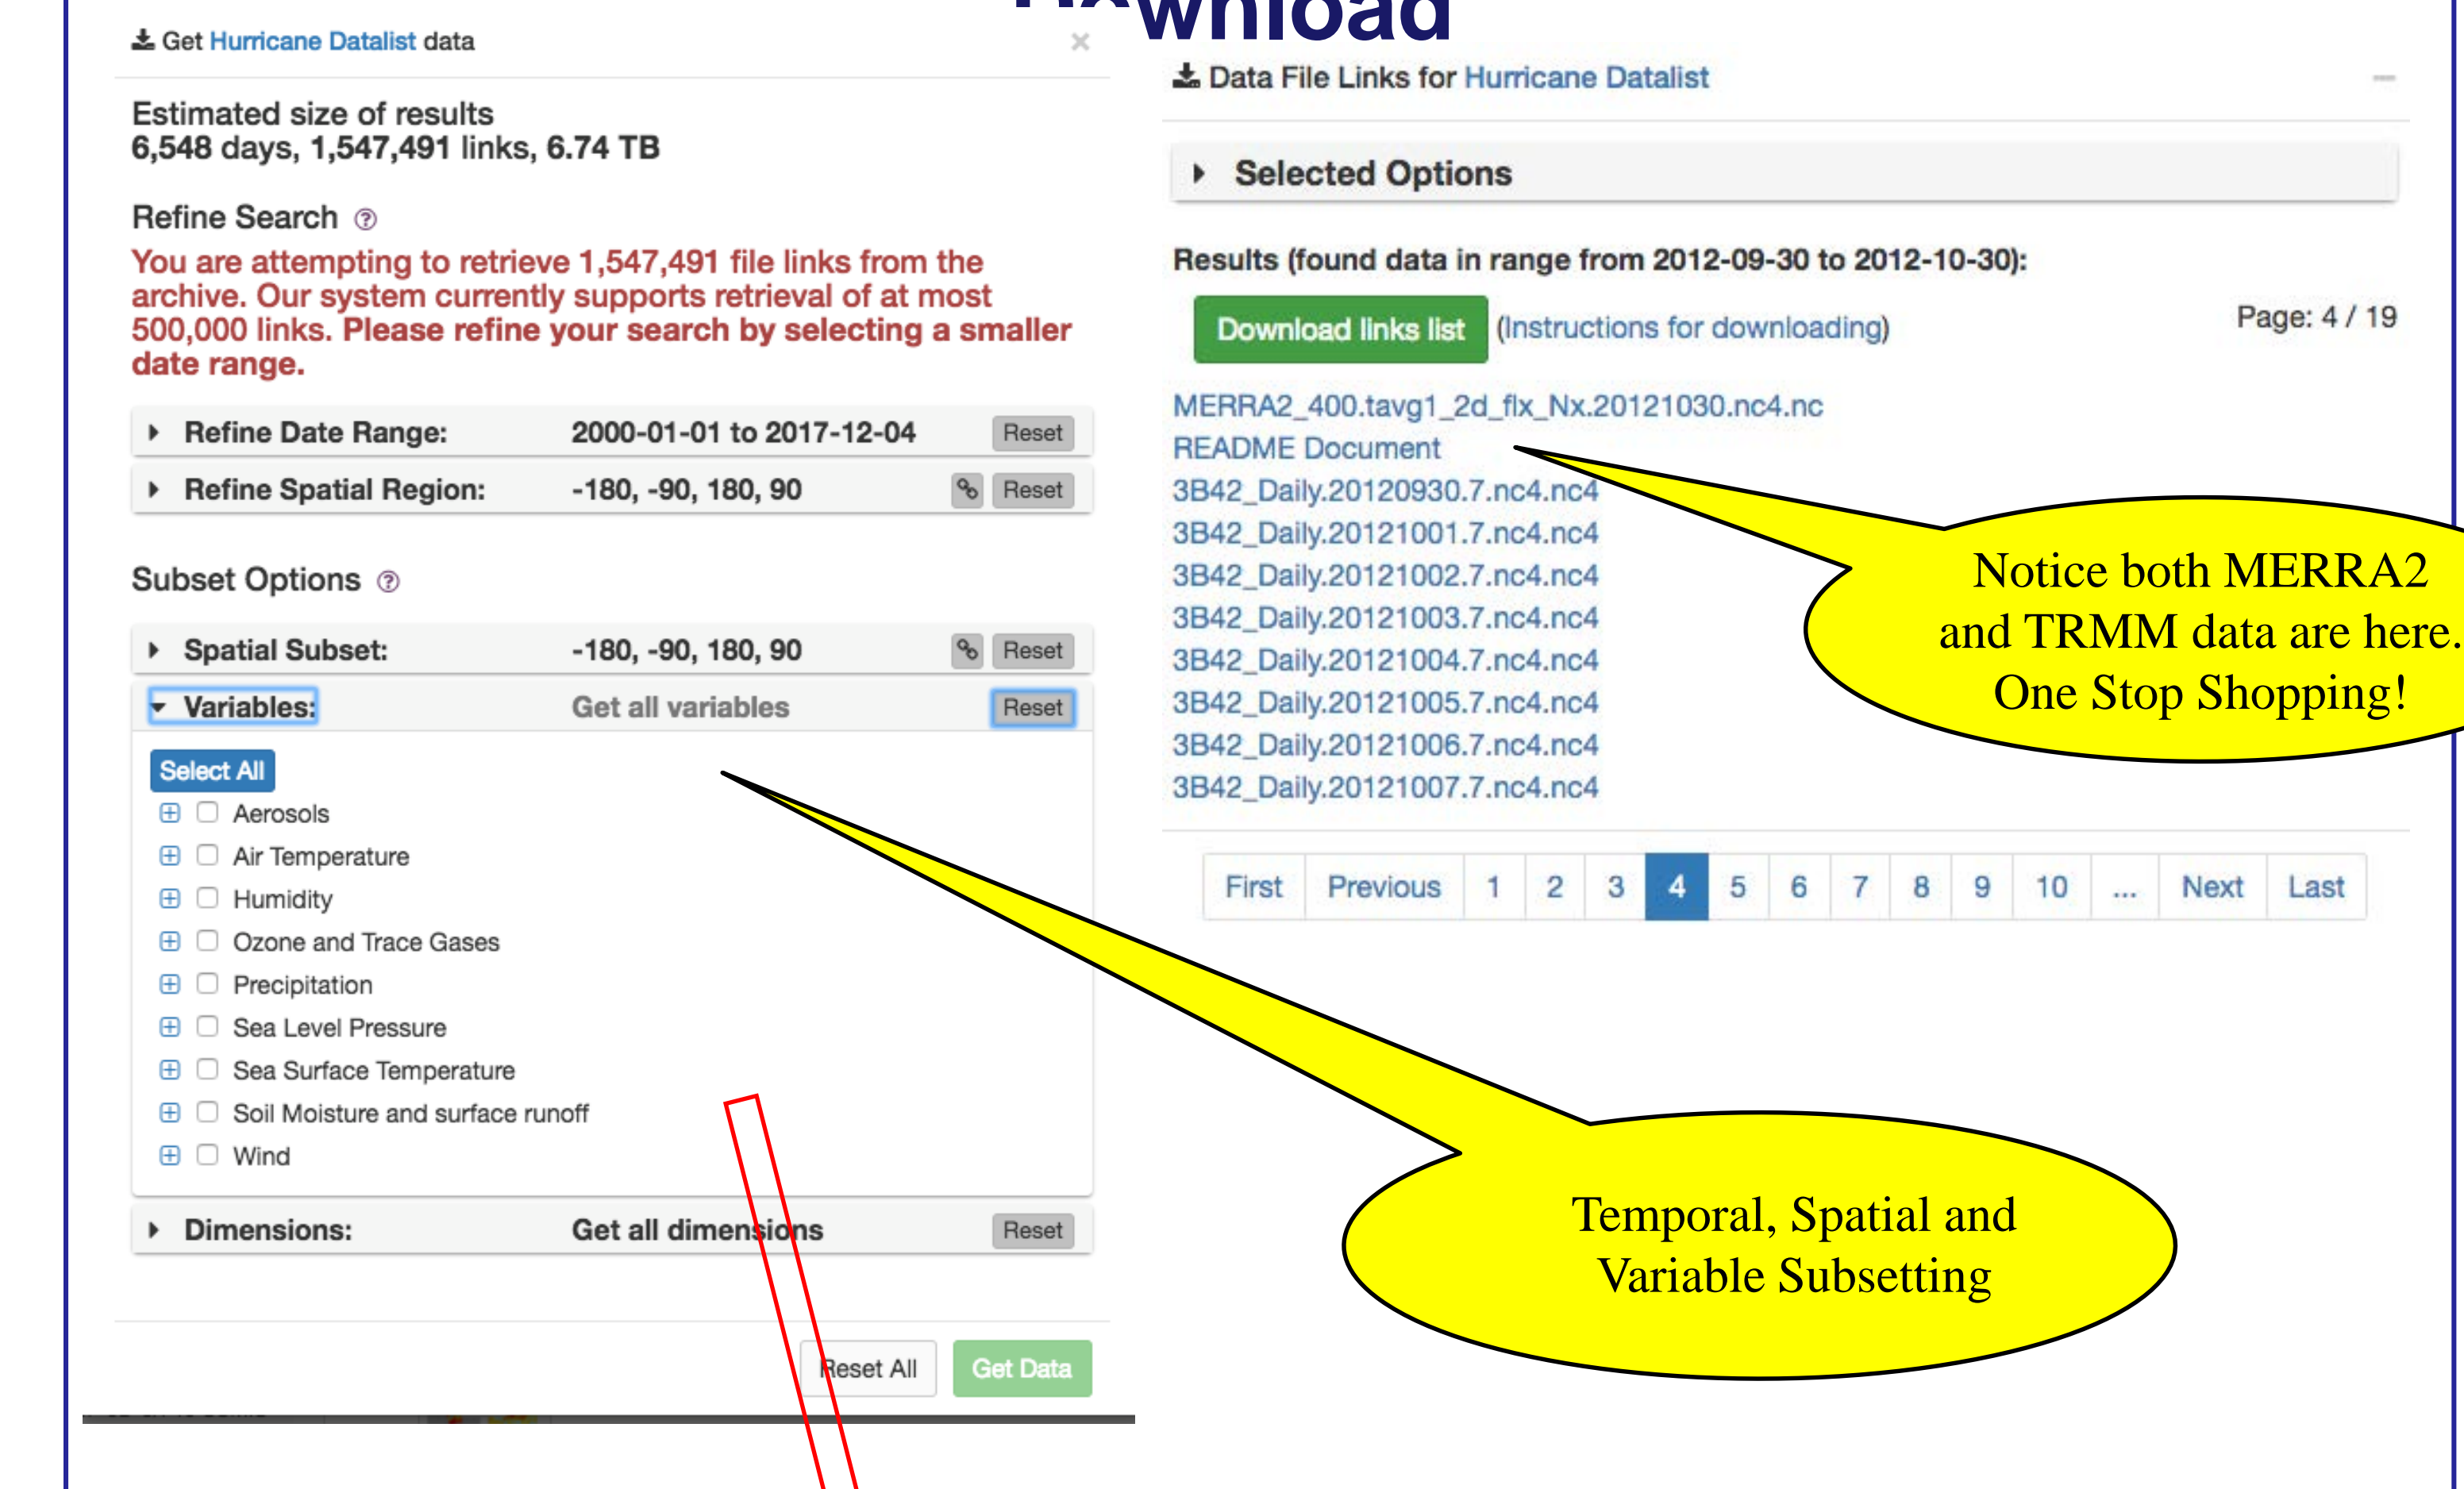 Download
Get Hurricane Datalist data
Estimated size of results
6,548 days, 1,547,491 links, 6.74 TB
Refine Search
You are attempting to retrieve 1,547,491 file links from the
archive. Our system currently supports retrieval of at most
500,000 links. Please refine your search by selecting a smaller
date range.
Refine Date Range: 2000-01-01 to 2017-12-04 Reset
Refine Spatial Region: -180, -90, 180, 90 Reset
Subset Options
Spatial Subset: -180, -90, 180, 90 Reset
Variables: Get all variables Reset
Select All
Aerosols
Air Temperature
Humidity
Ozone and Trace Gases
Precipitation
Sea Level Pressure
Sea Surface Temperature
Soil Moisture and surface runoff
Wind
Dimensions: Get all dimensions Reset
Reset All Get Data
Data File Links for Hurricane Datalist
Selected Options
Results (found data in range from 2012-09-30 to 2012-10-30):
Download links list (Instructions for downloading) Page: 4 / 19
MERRA2_400.tavg1_2d_flx_Nx.20121030.nc4.nc
README Document
3B42_Daily.20120930.7.nc4.nc4
3B42_Daily.20121001.7.nc4.nc4
3B42_Daily.20121002.7.nc4.nc4
3B42_Daily.20121003.7.nc4.nc4
3B42_Daily.20121004.7.nc4.nc4
3B42_Daily.20121005.7.nc4.nc4
3B42_Daily.20121006.7.nc4.nc4
3B42_Daily.20121007.7.nc4.nc4
First Previous 1 2 3 4 5 6 7 8 9 10 ... Next Last
Notice both MERRA2
and TRMM data are here.
One Stop Shopping!
Temporal, Spatial and
Variable Subsetting